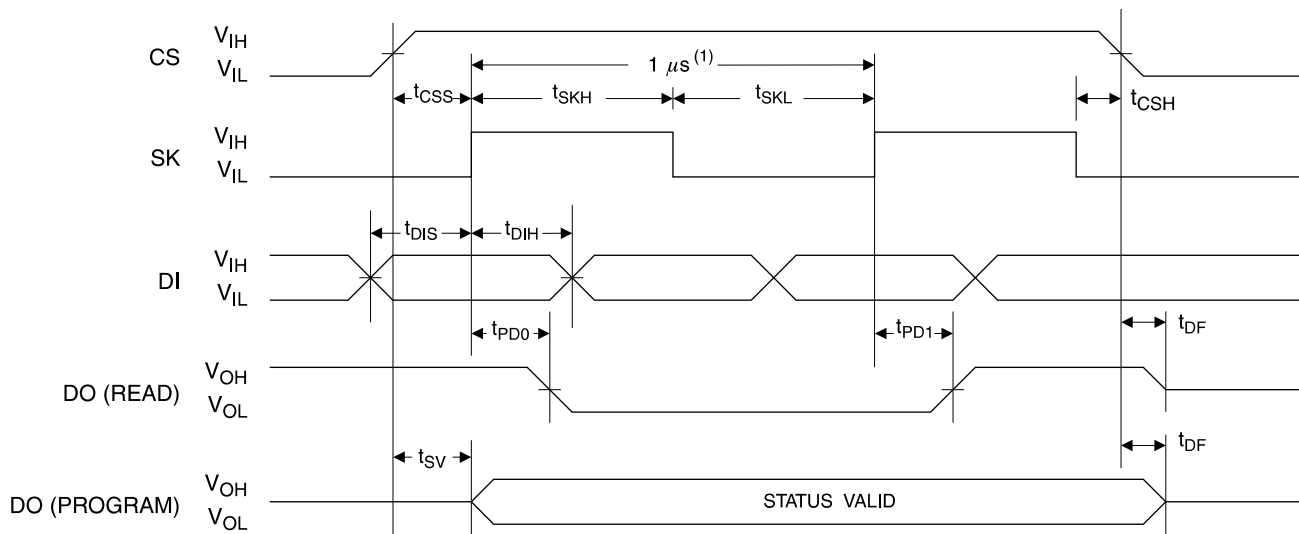 CS V_IH
V_IL
1 μs (1)
t_CSS t_SKH t_SKL t_CSH
SK V_IH
V_IL
t_DIS t_DIH
DI V_IH
V_IL
t_PD0 t_PD1 t_DF
DO (READ) V_OH
V_OL
t_SV t_DF
DO (PROGRAM) V_OH
V_OL
STATUS VALID